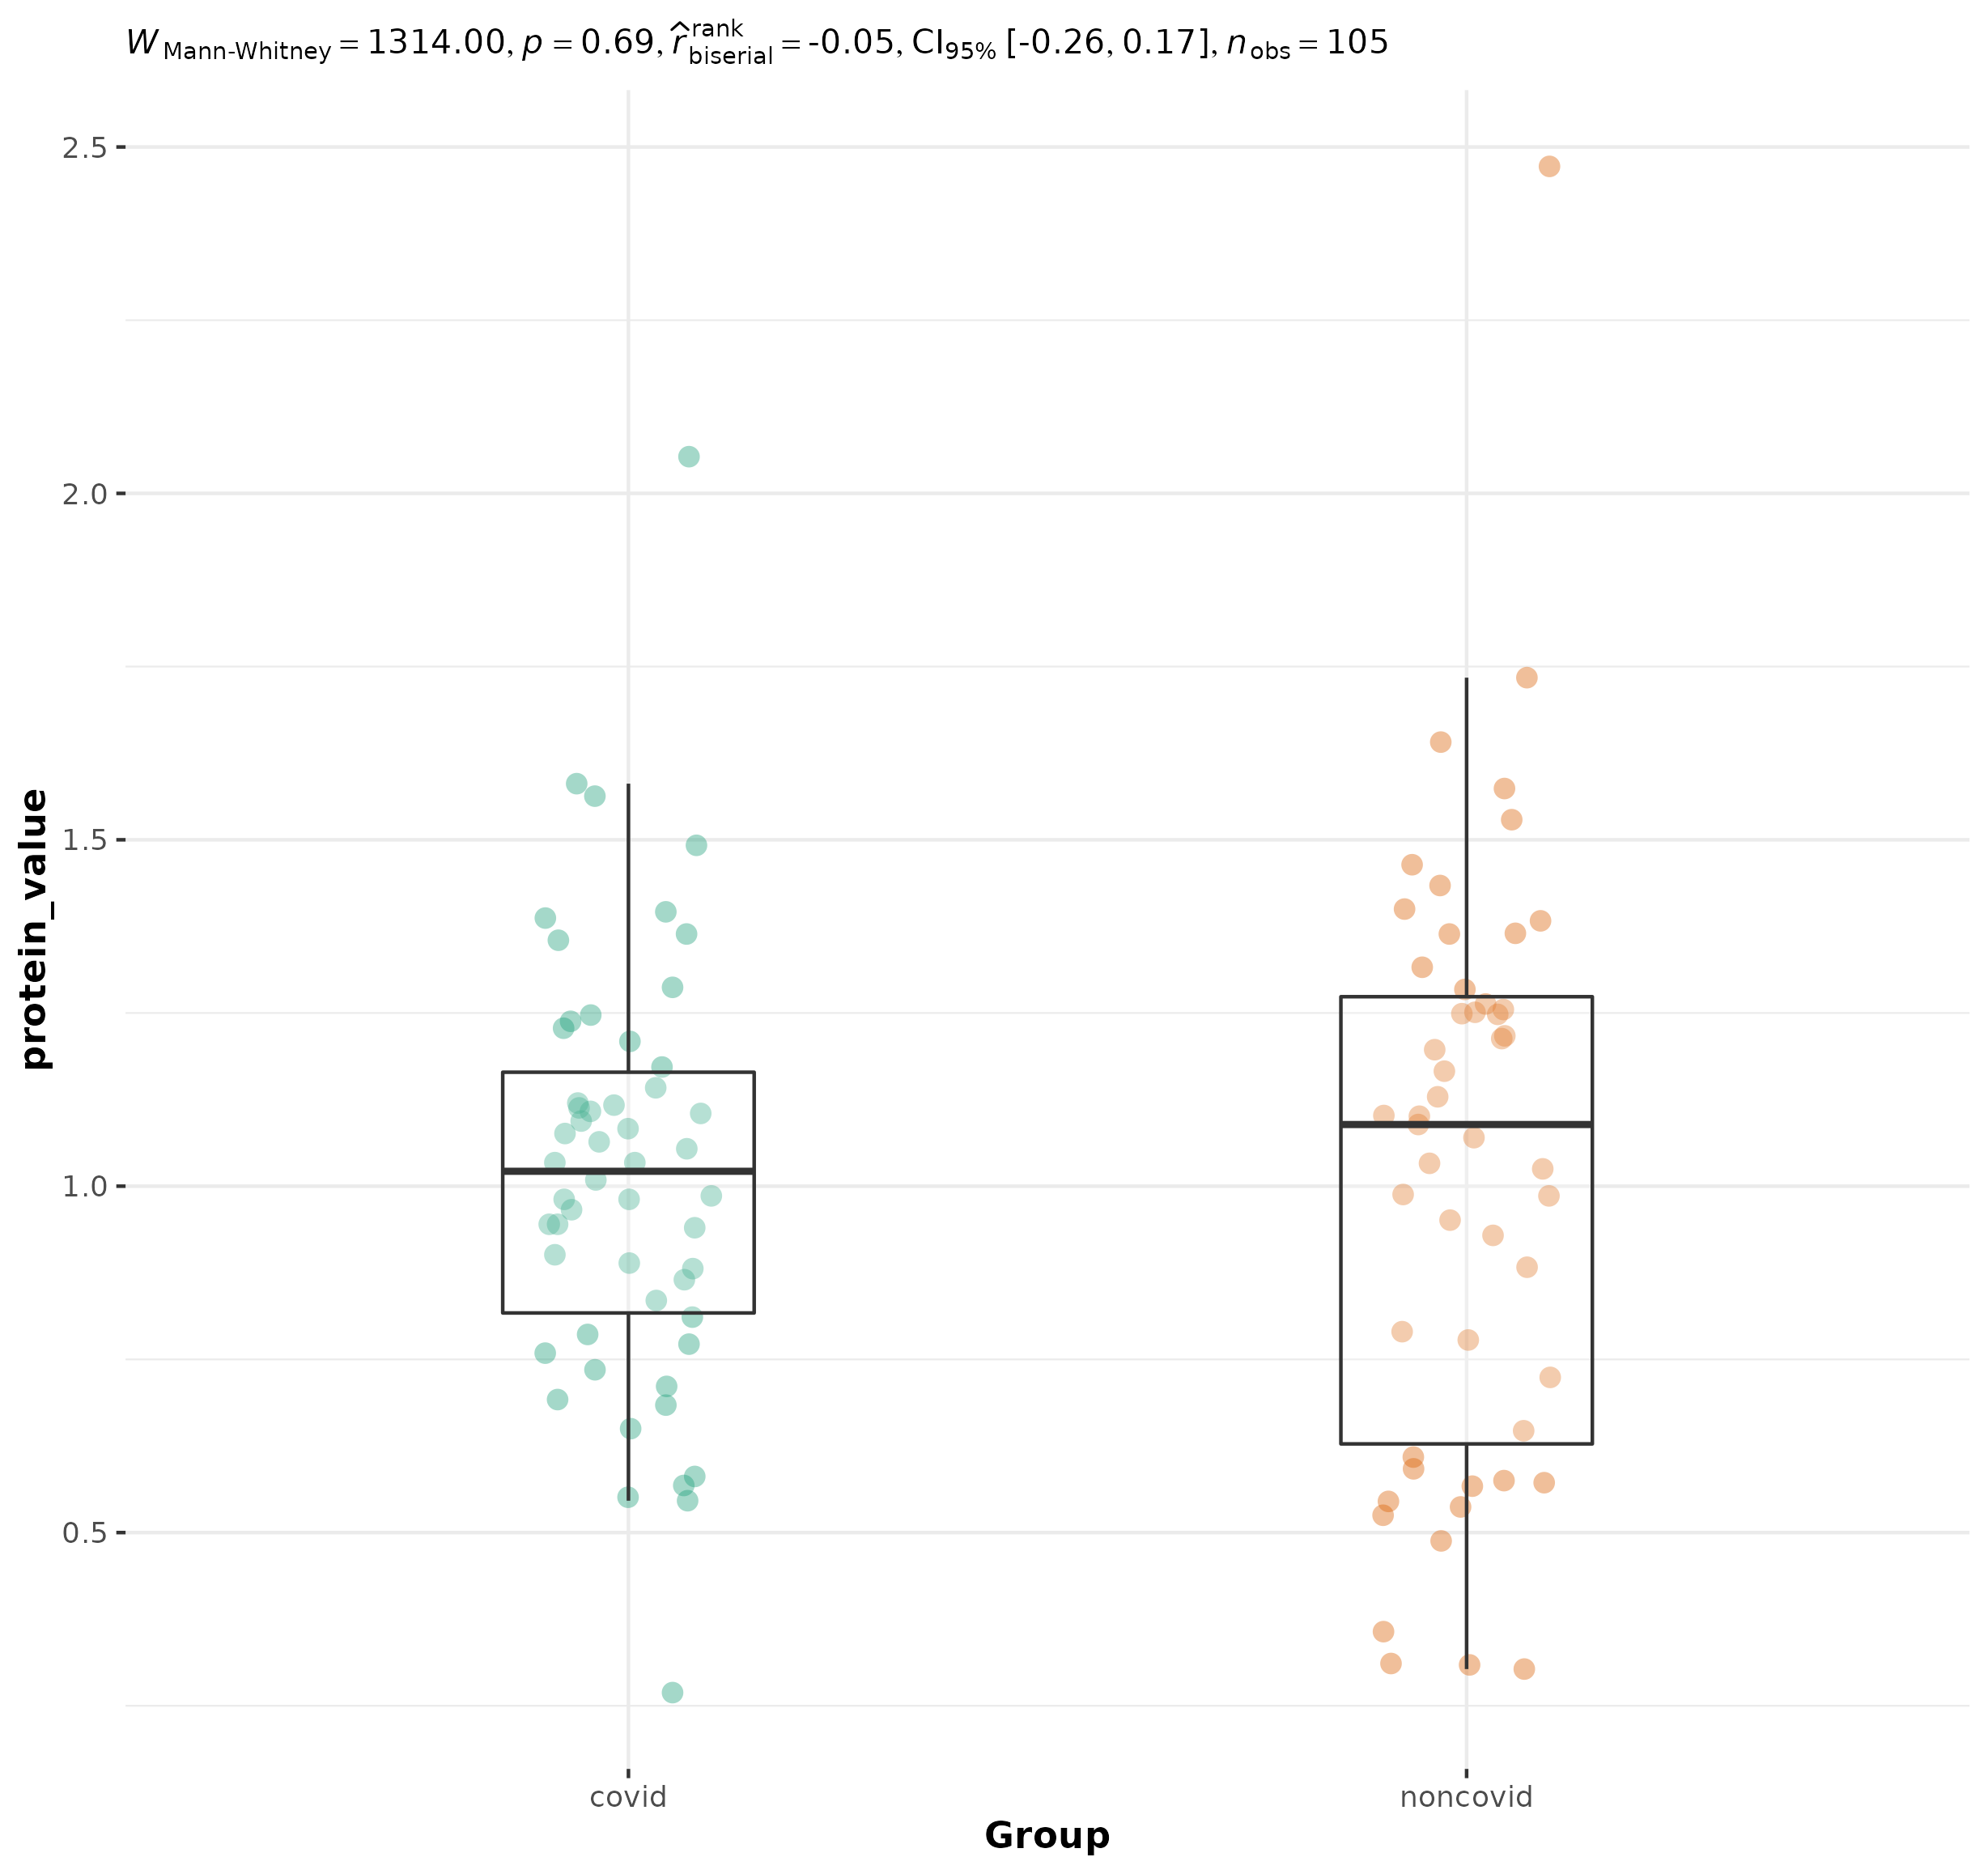 W Mann-Whitney = 1314.00, p = 0.69, r̂ rank biserial = -0.05, CI95% [-0.26, 0.17], nobs = 105
2.5
2.0
1.5
1.0
0.5
protein_value
covid noncovid
Group